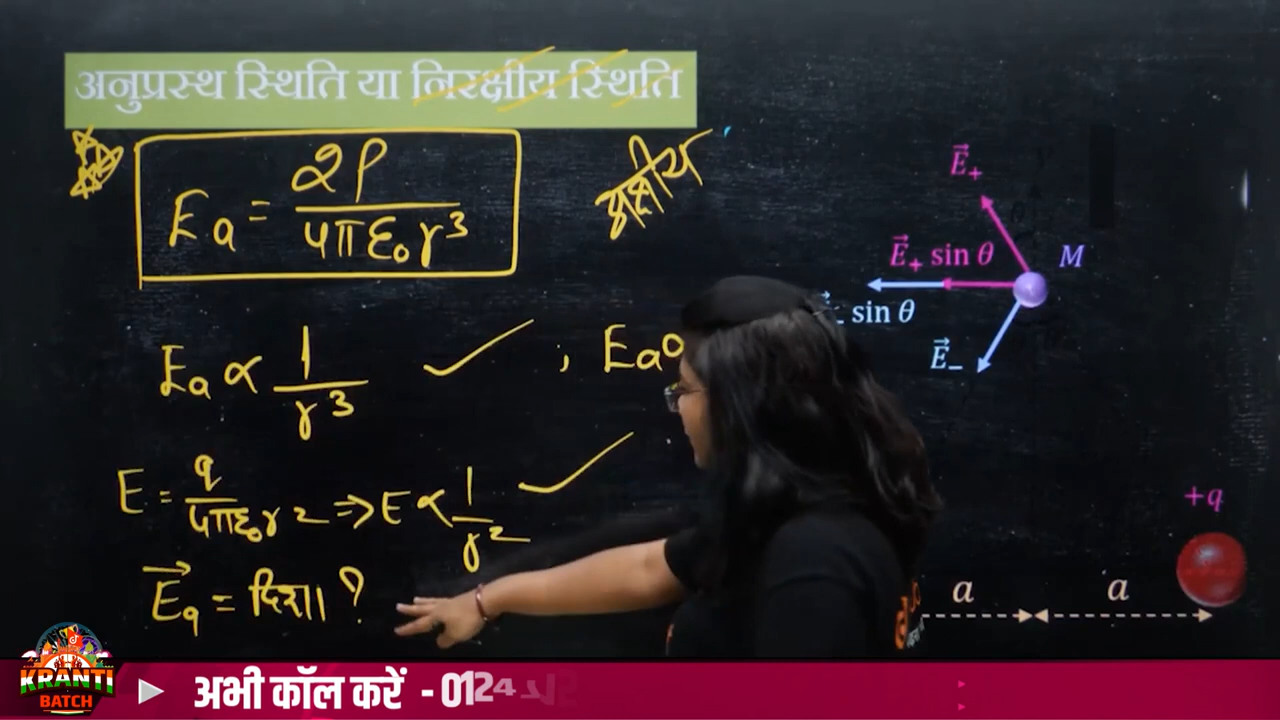 अनुप्रस्थ स्थिति या निरक्षीय स्थिति
Ea = 2P / 4πε₀r³
अक्षीय
Ea ∝ 1 / r³ , Ea
E = q / 4πε₀r² ⇒ E ∝ 1 / r²
E⃗a = दिशा ?
E⃗₊
E⃗₊ sin θ
M
sin θ
E⃗₋
+q
a a
KRANTI
BATCH
अभी कॉल करें - 0124